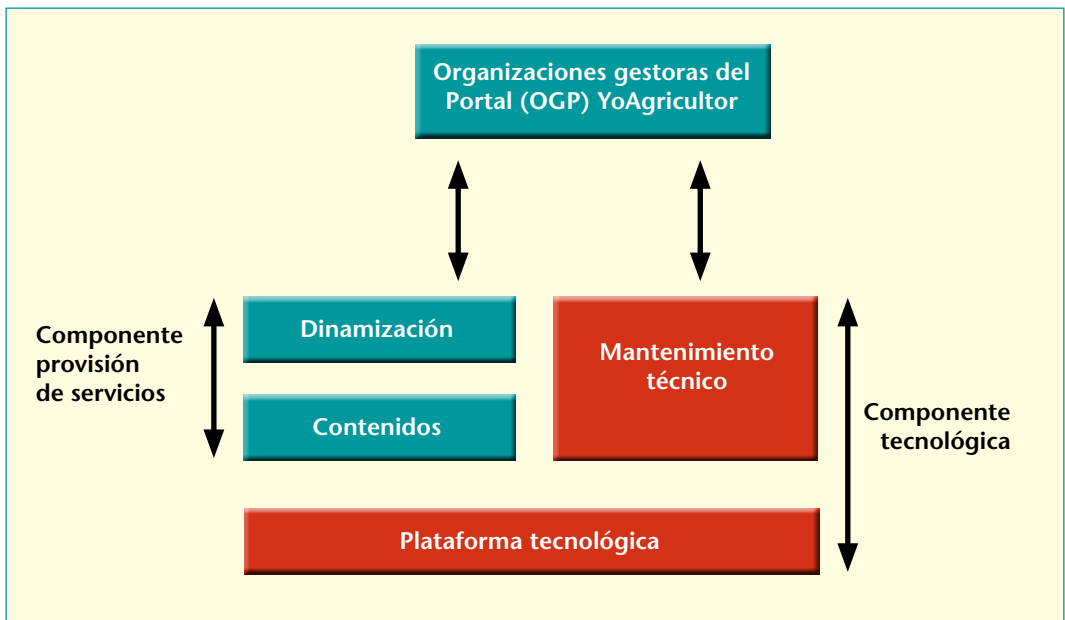 Organizaciones gestoras del
Portal (OGP) YoAgricultor
Componente
provisión
de servicios
Dinamización
Contenidos
Mantenimiento
técnico
Componente
tecnológica
Plataforma tecnológica